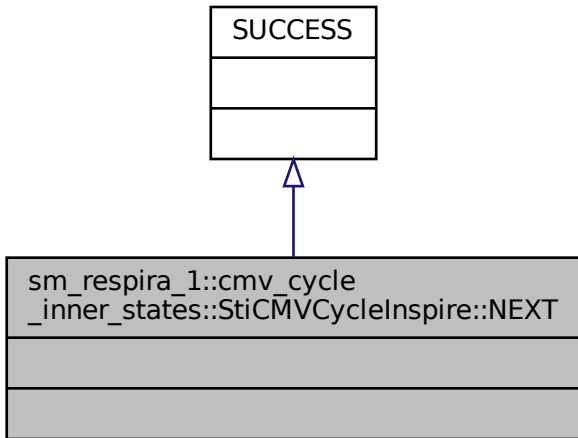 SUCCESS
sm_respira_1::cmv_cycle
_inner_states::StiCMVCycleInspire::NEXT